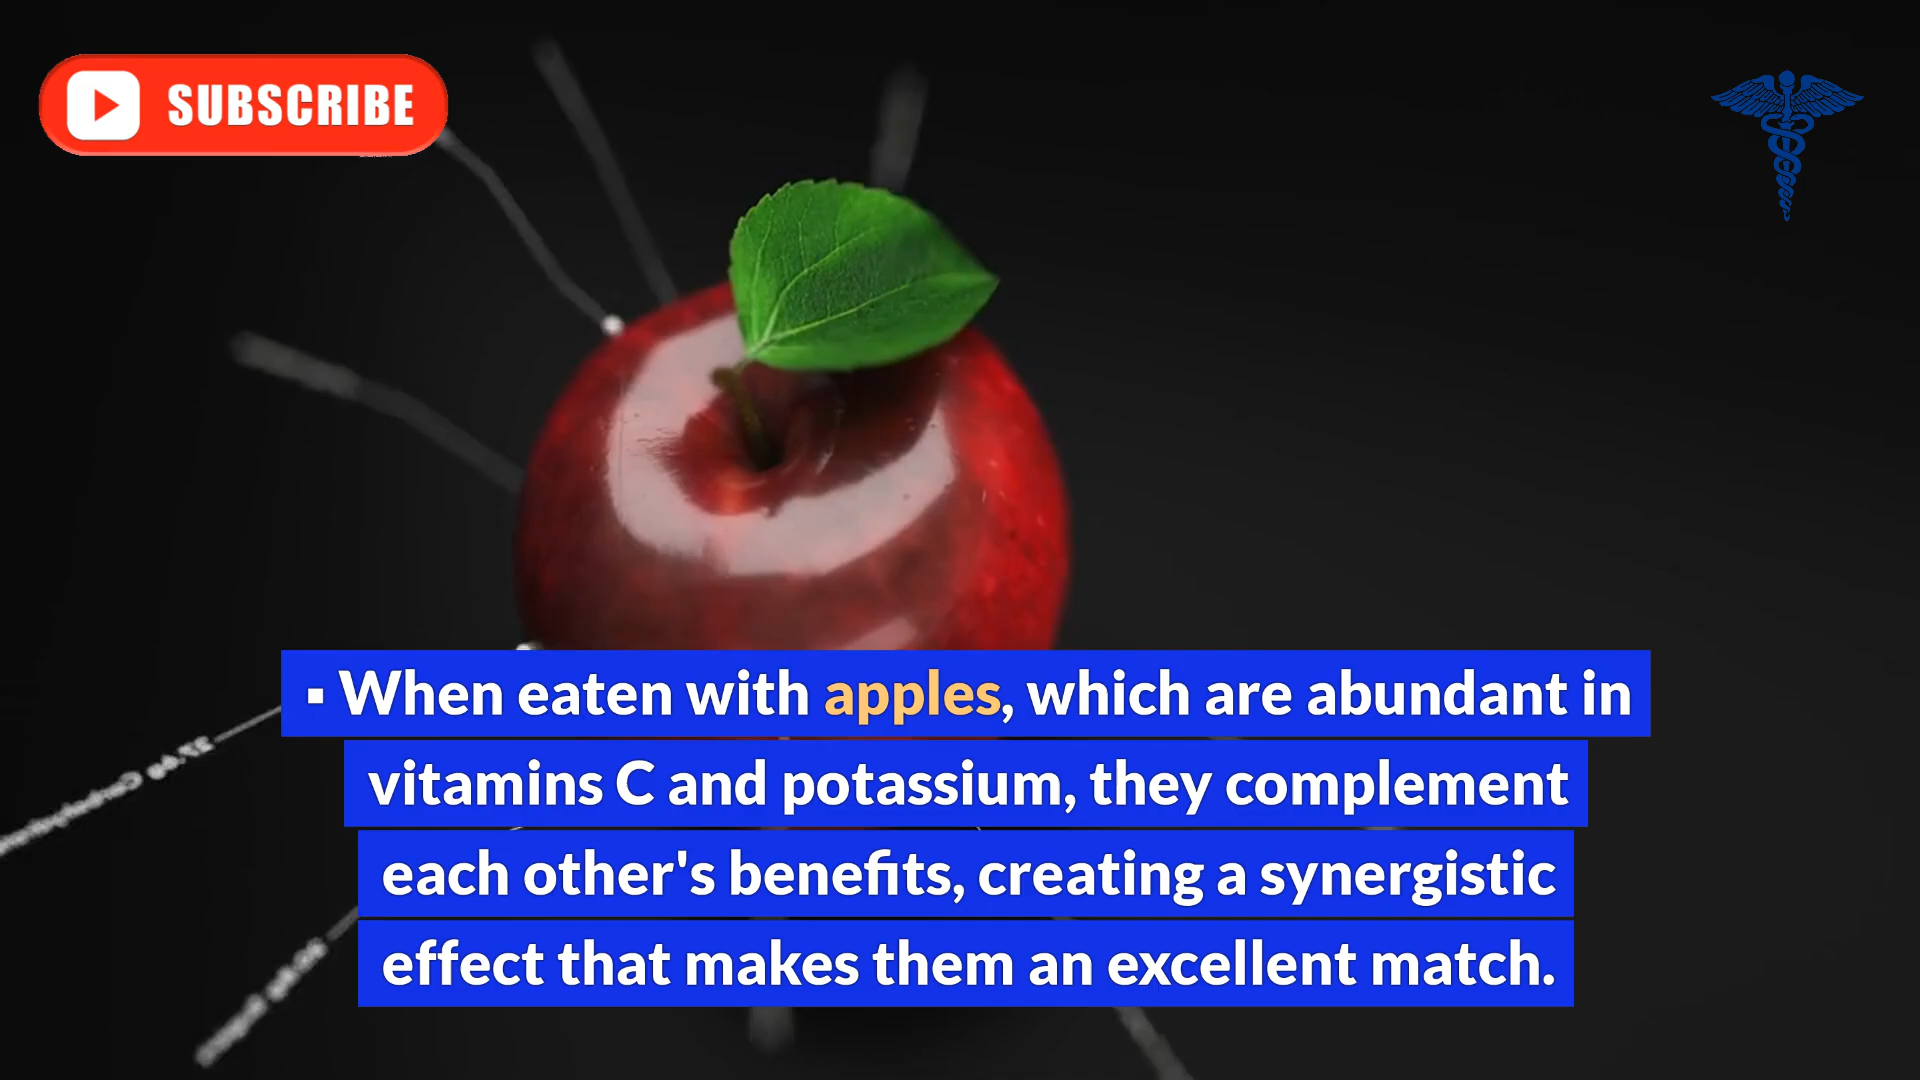 SUBSCRIBE
▪ When eaten with apples, which are abundant in
vitamins C and potassium, they complement
each other's benefits, creating a synergistic
effect that makes them an excellent match.